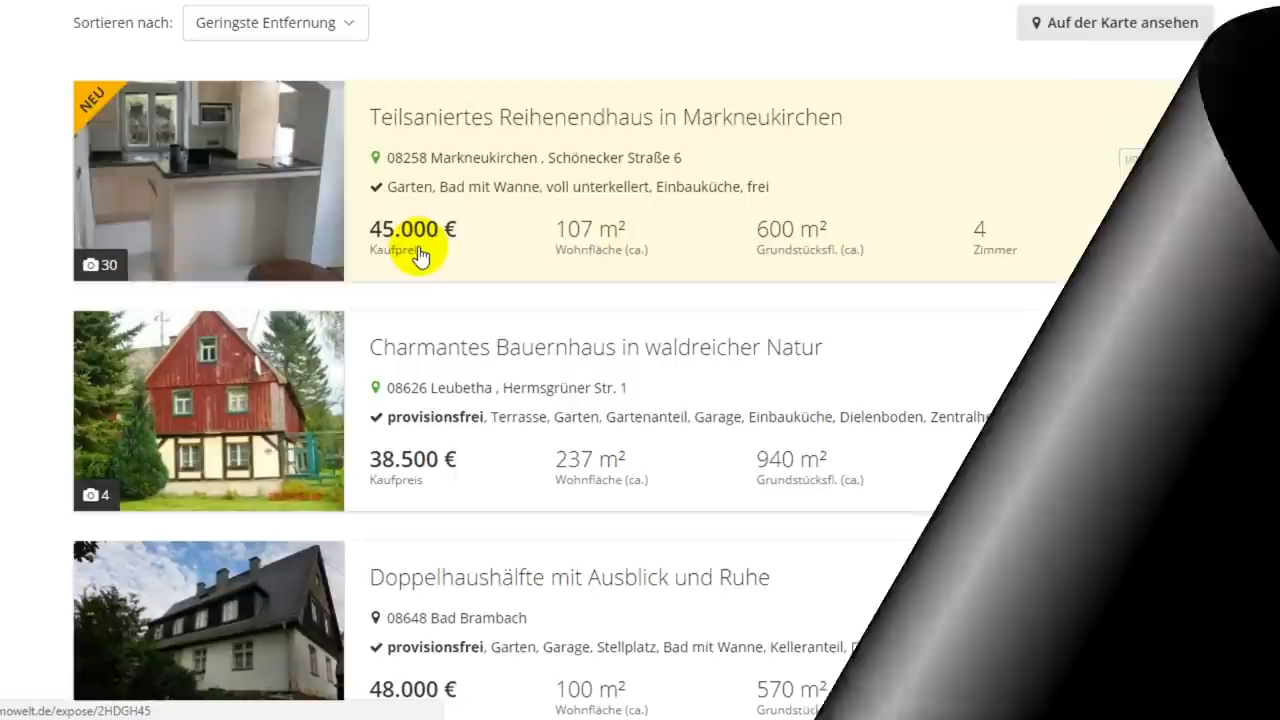 Sortieren nach: Geringste Entfernung Auf der Karte ansehen
NEU
Teilsaniertes Reihenendhaus in Markneukirchen
08258 Markneukirchen , Schönecker Straße 6
Garten, Bad mit Wanne, voll unterkellert, Einbauküche, frei
45.000 € 107 m² 600 m² 4
Kaufpreis Wohnfläche (ca.) Grundstücksfl. (ca.) Zimmer
30
Charmantes Bauernhaus in waldreicher Natur
08626 Leubetha , Hermsgrüner Str. 1
provisionsfrei, Terrasse, Garten, Gartenanteil, Garage, Einbauküche, Dielenboden,
38.500 € 237 m² 940 m²
Kaufpreis Wohnfläche (ca.) Grundstücksfl. (ca.)
4
Doppelhaushälfte mit Ausblick und Ruhe
08648 Bad Brambach
provisionsfrei, Garten, Garage, Stellplatz, Bad mit Wanne, Kelleranteil,
48.000 € 100 m² 570 m²
Wohnfläche (ca.)
mowelt.de/expose/2HDGH45